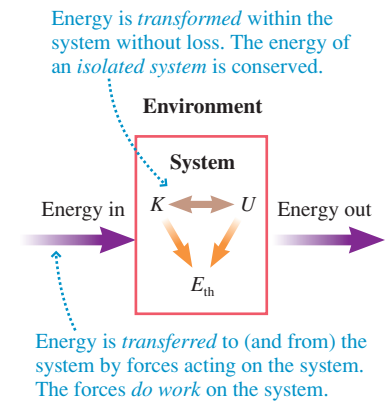 Energy is transformed within the
system without loss. The energy of
an isolated system is conserved.
Environment
System
Energy in
K
U
Energy out
Eth
Energy is transferred to (and from) the
system by forces acting on the system.
The forces do work on the system.